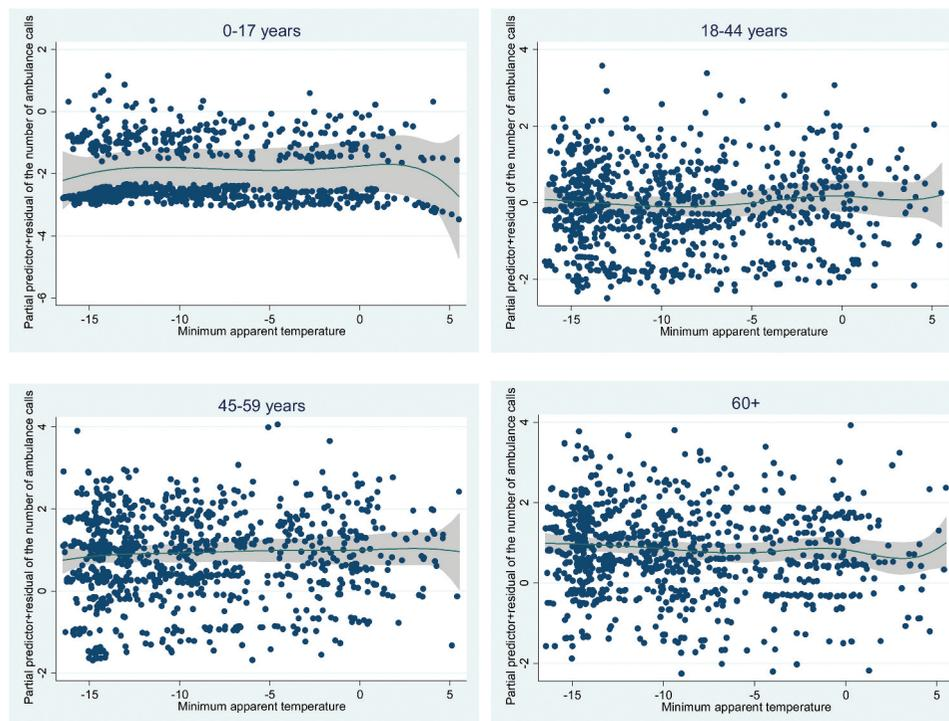 0-17 years
Partial predictor+residual of the number of ambulance calls
2
0
-2
-4
-6
-15 -10 -5 0 5
Minimum apparent temperature
18-44 years
Partial predictor+residual of the number of ambulance calls
4
2
0
-2
-15 -10 -5 0 5
Minimum apparent temperature
45-59 years
Partial predictor+residual of the number of ambulance calls
4
2
0
-2
-15 -10 -5 0 5
Minimum apparent temperature
60+
Partial predictor+residual of the number of ambulance calls
4
2
0
-2
-15 -10 -5 0 5
Minimum apparent temperature